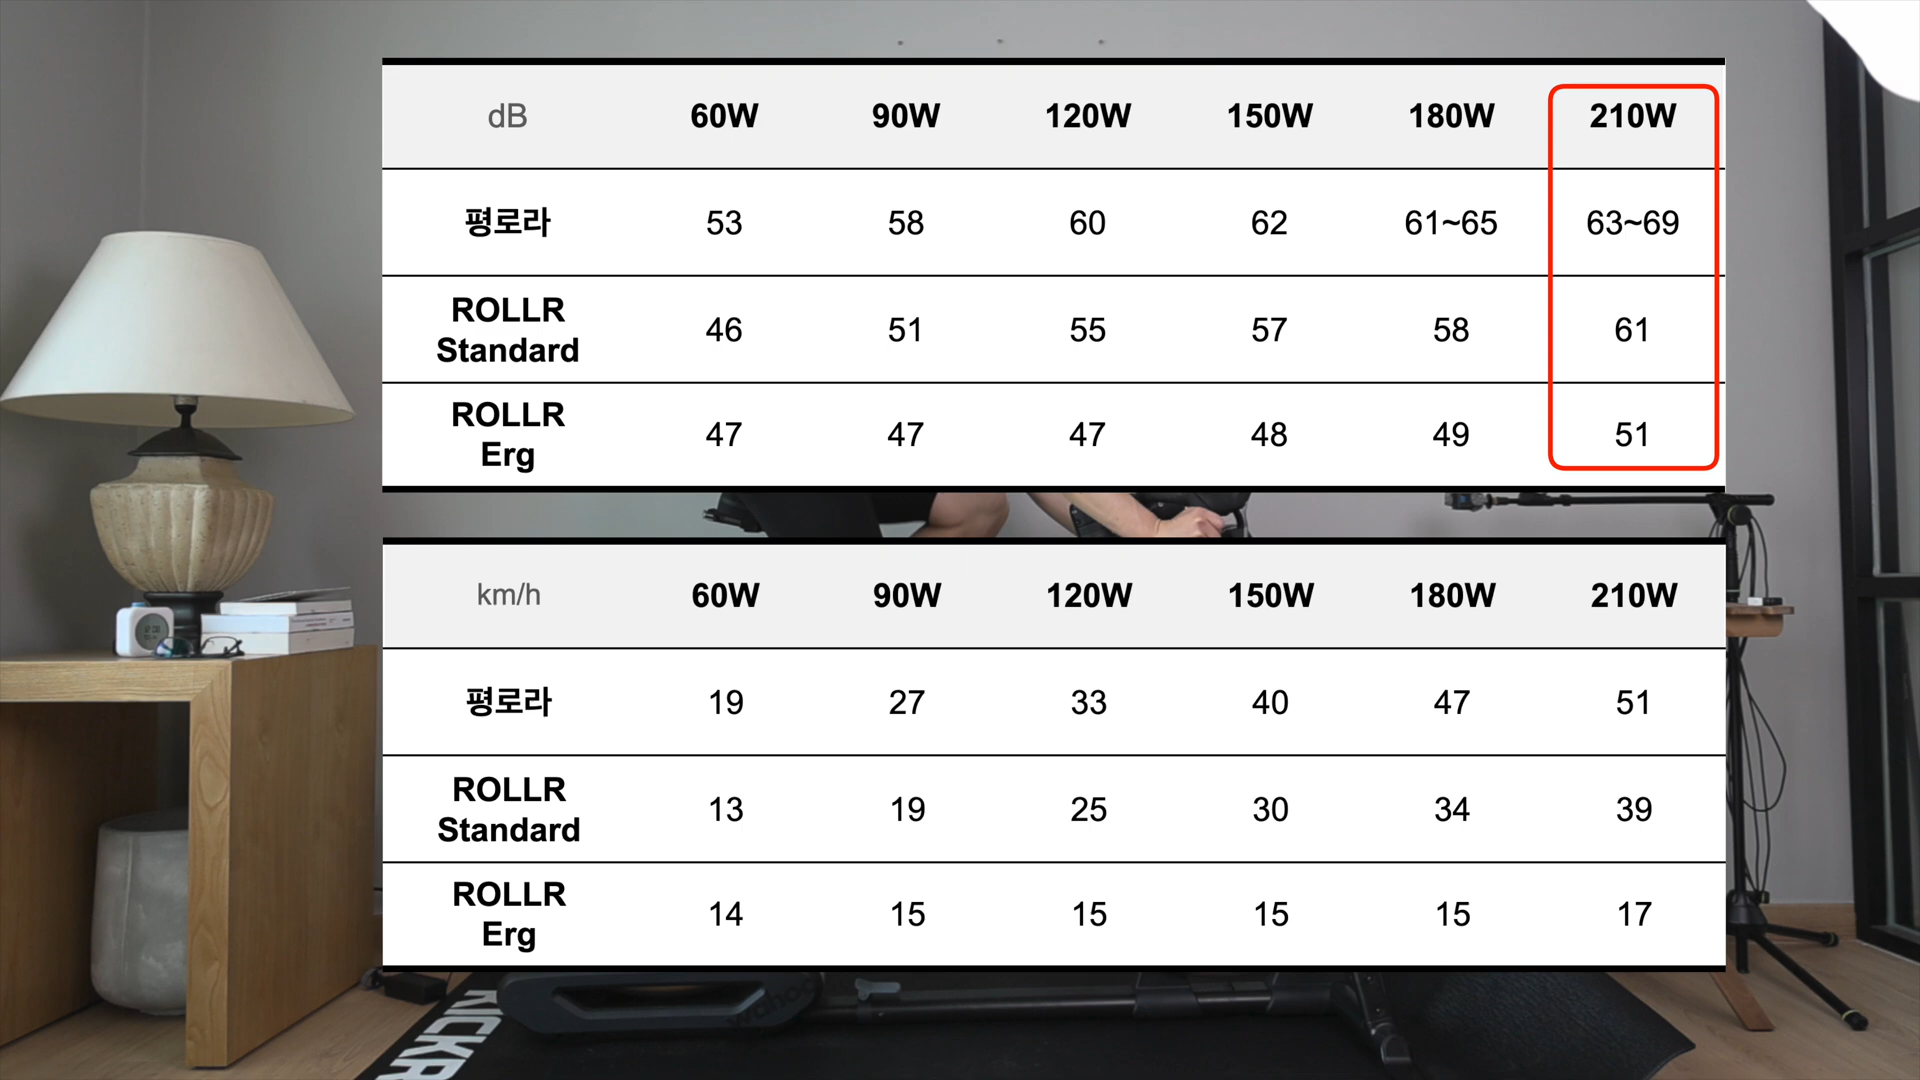 dB 60W 90W 120W 150W 180W 210W
평로라 53 58 60 62 61~65 63~69
ROLLR
Standard 46 51 55 57 58 61
ROLLR
Erg 47 47 47 48 49 51
km/h 60W 90W 120W 150W 180W 210W
평로라 19 27 33 40 47 51
ROLLR
Standard 13 19 25 30 34 39
ROLLR
Erg 14 15 15 15 15 17
wahoo
KICKR